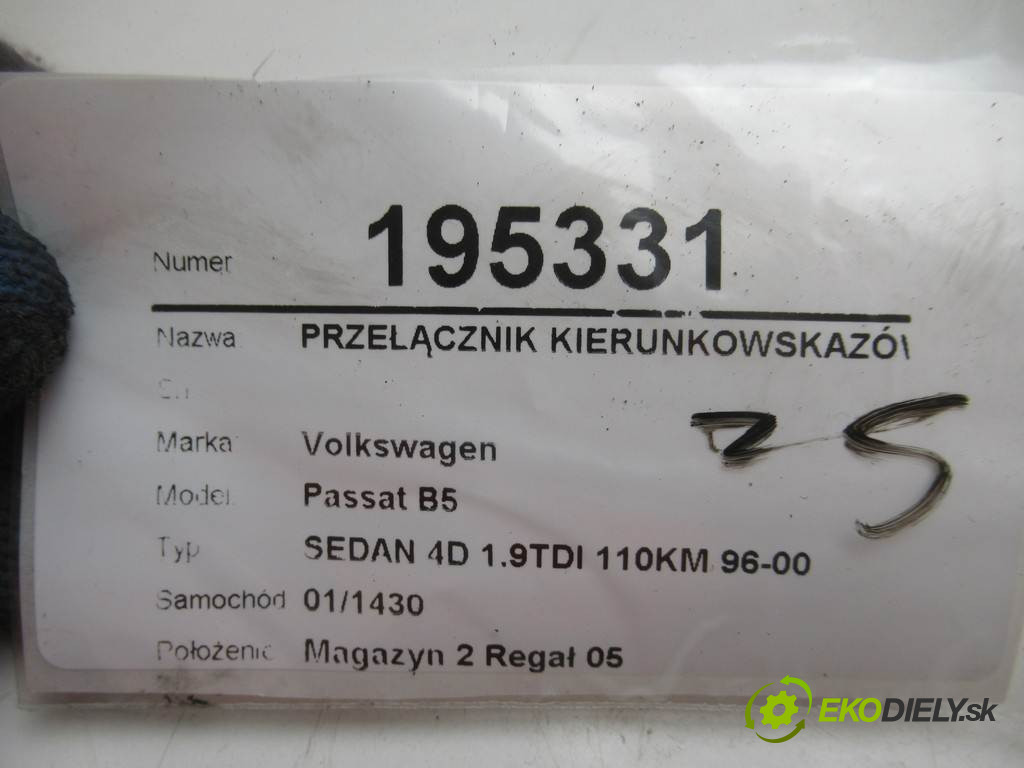 Numer 195331
Nazwa PRZEŁĄCZNIK KIERUNKOWSKAZÓ
Marka Volkswagen
Model Passat B5
Typ SEDAN 4D 1.9TDI 110KM 96-00
Samochód 01/1430
Położenie Magazyn 2 Regał 05
EKODIELY.sk